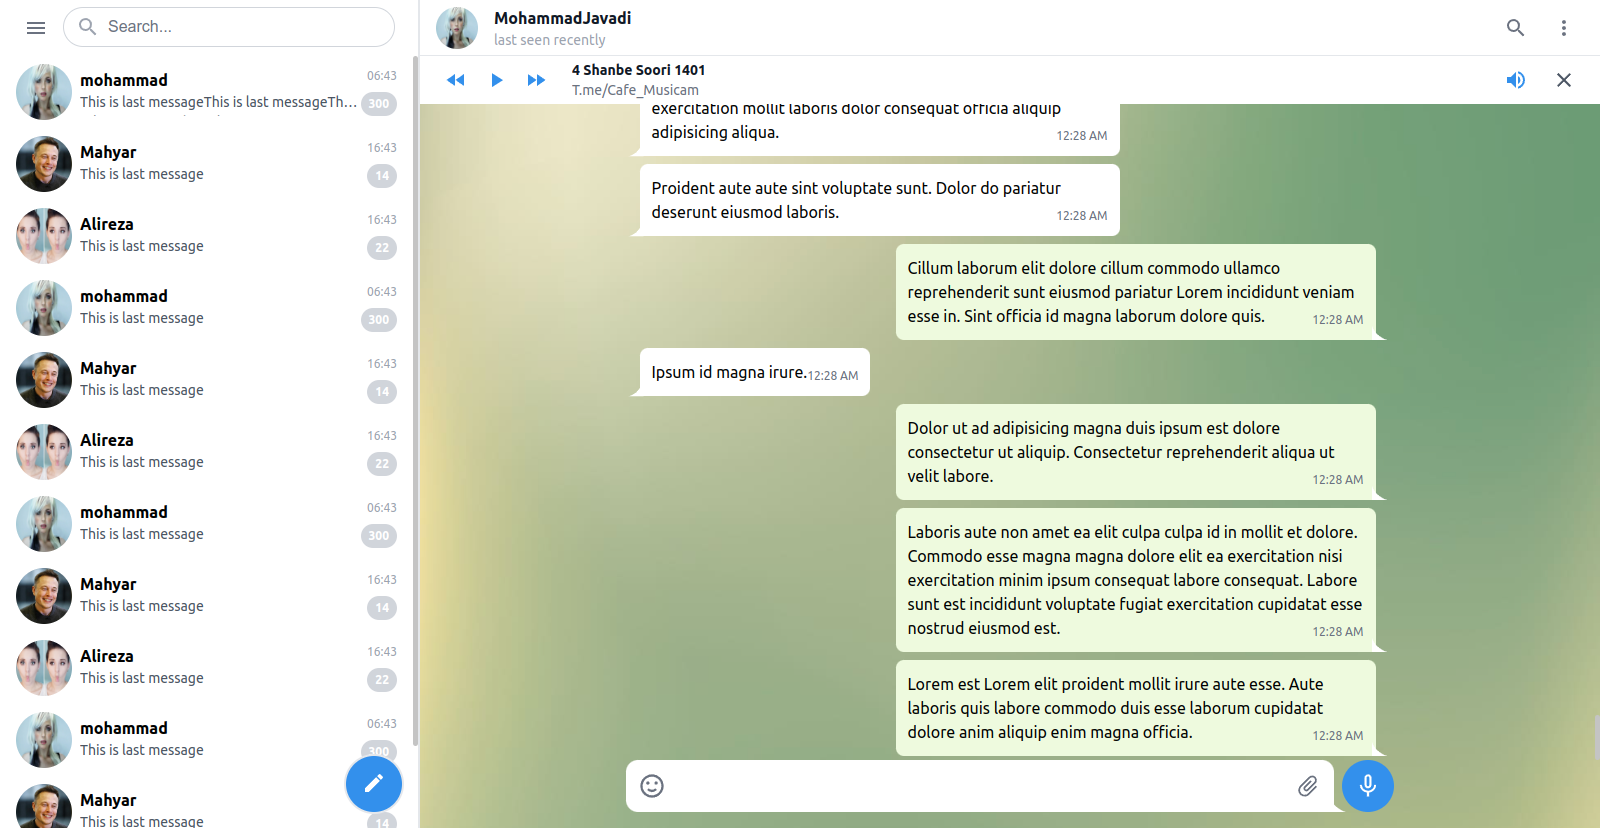 Search...
mohammad
06:43
This is last messageThis is last messageTh...
300
Mahyar
16:43
This is last message
14
Alireza
16:43
This is last message
22
mohammad
06:43
This is last message
300
Mahyar
16:43
This is last message
14
Alireza
16:43
This is last message
22
mohammad
06:43
This is last message
300
Mahyar
16:43
This is last message
14
Alireza
16:43
This is last message
22
mohammad
06:43
This is last message
300
Mahyar
This is last message
14
MohammadJavadi
last seen recently
4 Shanbe Soori 1401
T.me/Cafe_Musicam
exercitation mollit laboris dolor consequat officia aliquip
adipisicing aliqua.
12:28 AM
Proident aute aute sint voluptate sunt. Dolor do pariatur
deserunt eiusmod laboris.
12:28 AM
Cillum laborum elit dolore cillum commodo ullamco
reprehenderit sunt eiusmod pariatur Lorem incididunt veniam
esse in. Sint officia id magna laborum dolore quis.
12:28 AM
Ipsum id magna irure.
12:28 AM
Dolor ut ad adipisicing magna duis ipsum est dolore
consectetur ut aliquip. Consectetur reprehenderit aliqua ut
velit labore.
12:28 AM
Laboris aute non amet ea elit culpa culpa id in mollit et dolore.
Commodo esse magna magna dolore elit ea exercitation nisi
exercitation minim ipsum consequat labore consequat. Labore
sunt est incididunt voluptate fugiat exercitation cupidatat esse
nostrud eiusmod est.
12:28 AM
Lorem est Lorem elit proident mollit irure aute esse. Aute
laboris quis labore commodo duis esse laborum cupidatat
dolore anim aliquip enim magna officia.
12:28 AM